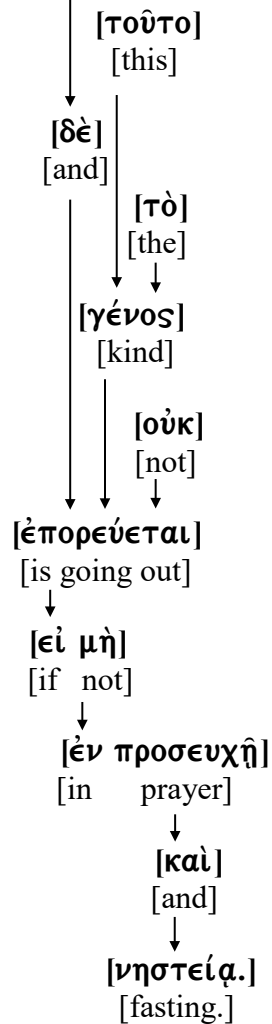 [τοῦτο]
[this]
[δὲ]
[and]
[τὸ]
[the]
[γένος]
[kind]
[οὐκ]
[not]
[ἐπορεύεται]
[is going out]
[εἰ μὴ]
[if not]
[ἐν προσευχῇ]
[in prayer]
[καὶ]
[and]
[νηστείᾳ.]
[fasting.]